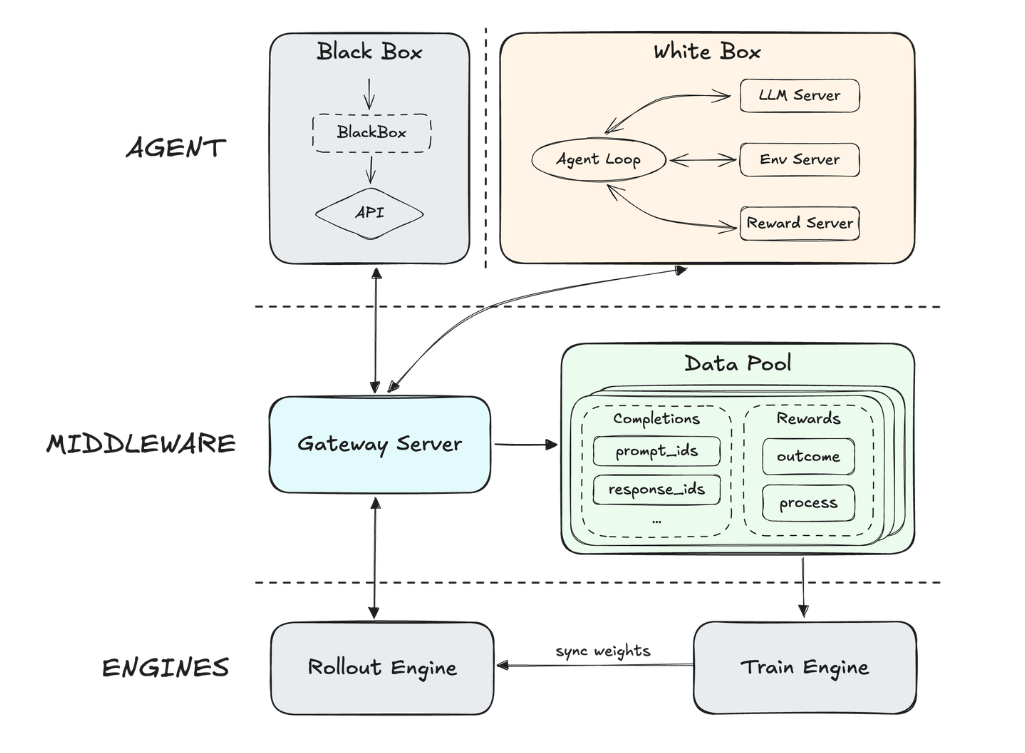 Black Box
White Box
AGENT
BlackBox
API
Agent Loop
LLM Server
Env Server
Reward Server
MIDDLEWARE
Gateway Server
Data Pool
Completions
prompt_ids
response_ids
...
Rewards
outcome
process
ENGINES
Rollout Engine
sync weights
Train Engine